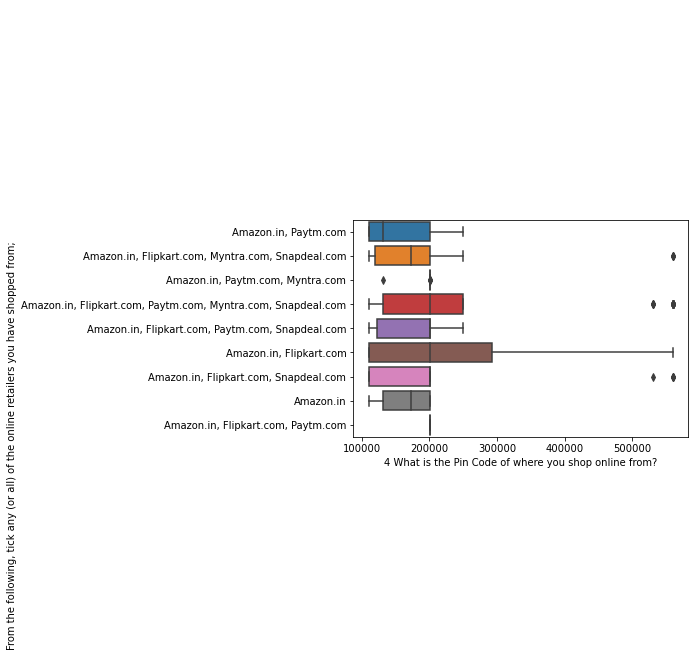 From the following, tick any (or all) of the online retailers you have shopped from;
Amazon.in, Paytm.com
Amazon.in, Flipkart.com, Myntra.com, Snapdeal.com
Amazon.in, Paytm.com, Myntra.com
Amazon.in, Flipkart.com, Paytm.com, Myntra.com, Snapdeal.com
Amazon.in, Flipkart.com, Paytm.com, Snapdeal.com
Amazon.in, Flipkart.com
Amazon.in, Flipkart.com, Snapdeal.com
Amazon.in
Amazon.in, Flipkart.com, Paytm.com
100000 200000 300000 400000 500000
4 What is the Pin Code of where you shop online from?